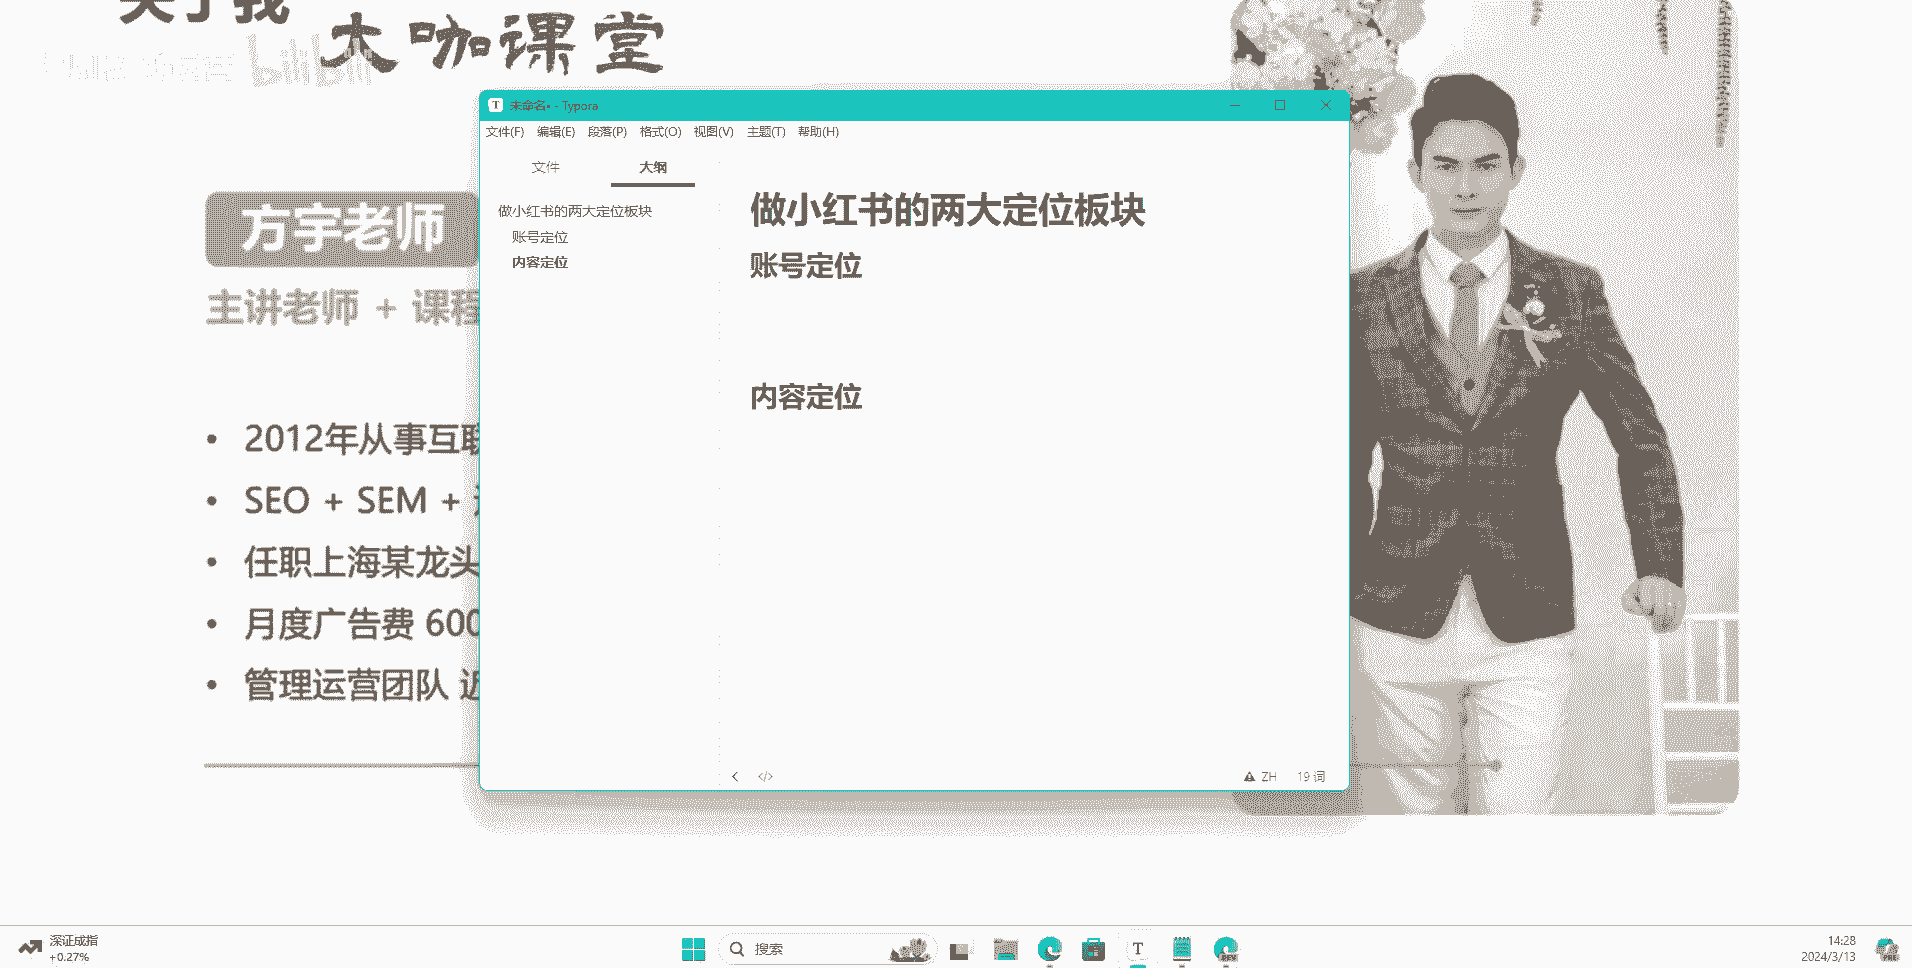 大咖课堂
bilibili
未命名• - Typora
文件(F) 编辑(E) 段落(P) 格式(O) 视图(V) 主题(T) 帮助(H)
文件 大纲
做小红书的两大定位板块
账号定位
内容定位
做小红书的两大定位板块
账号定位
内容定位
ZH 19 词
方宇老师
主讲老师 + 课程
2012年从事互联
SEO + SEM +
任职上海某龙头
月度广告费 600
管理运营团队 近
深证成指
+0.27%
搜索
T
DEV
14:28
2024/3/13
PRE